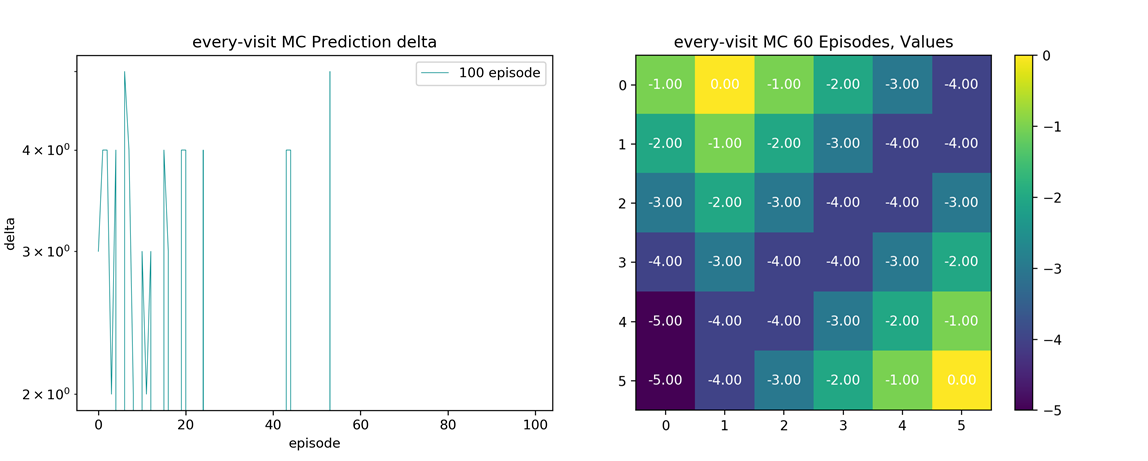 every-visit MC Prediction delta
100 episode
4 × 10⁰
3 × 10⁰
2 × 10⁰
delta
0 20 40 60 80 100
episode
every-visit MC 60 Episodes, Values
0 -1.00 0.00 -1.00 -2.00 -3.00 -4.00
1 -2.00 -1.00 -2.00 -3.00 -4.00 -4.00
2 -3.00 -2.00 -3.00 -4.00 -4.00 -3.00
3 -4.00 -3.00 -4.00 -4.00 -3.00 -2.00
4 -5.00 -4.00 -4.00 -3.00 -2.00 -1.00
5 -5.00 -4.00 -3.00 -2.00 -1.00 0.00
0 1 2 3 4 5
0
−1
−2
−3
−4
−5